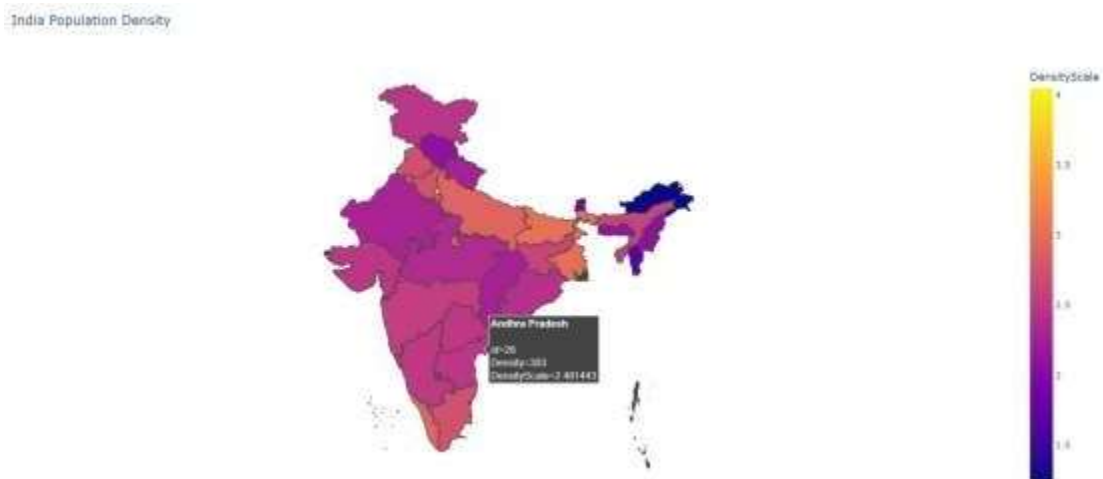 India Population Density
DensityScale
4
3.5
3
2.5
2
1.5
Andhra Pradesh
id=28
Density=303
DensityScale=2.481443